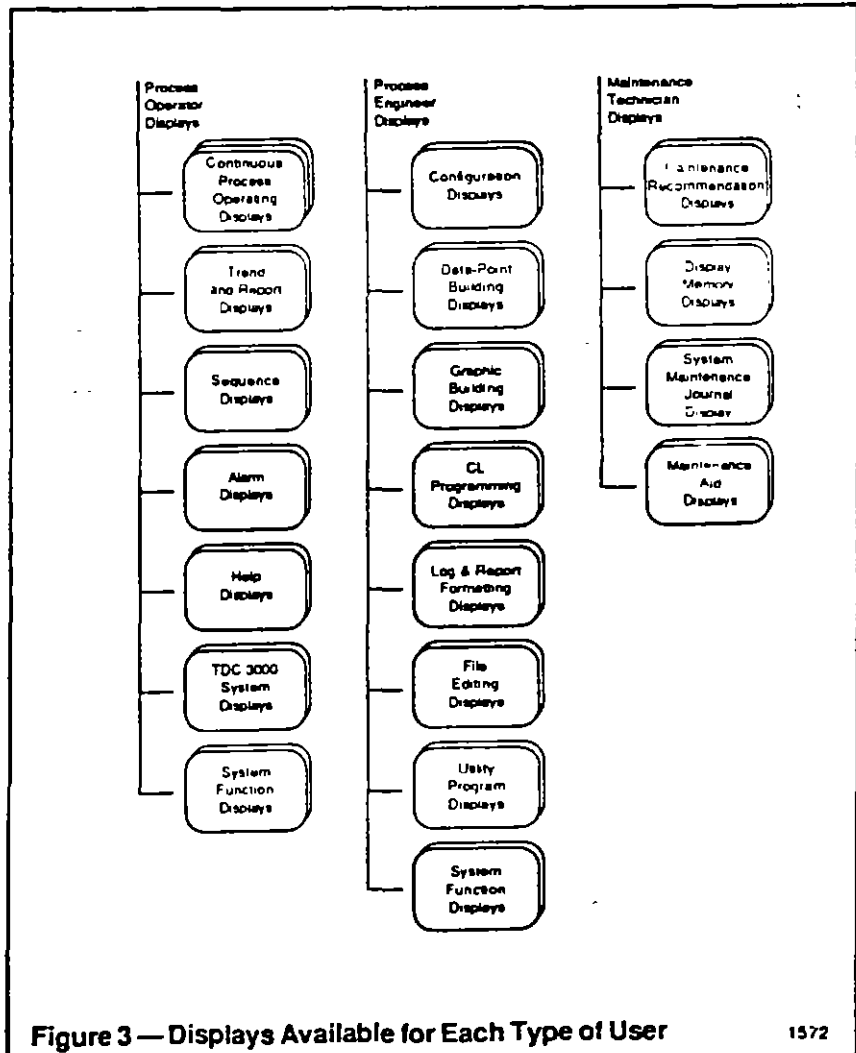 Process
Operator
Displays
Continuous
Process
Operating
Displays
Trend
and Report
Displays
Sequence
Displays
Alarm
Displays
Help
Displays
TDC 3000
System
Displays
System
Function
Displays
Process
Engineer
Displays
Configuration
Displays
Data-Point
Building
Displays
Graphic
Building
Displays
CL
Programming
Displays
Log & Report
Formatting
Displays
File
Editing
Displays
Utility
Program
Displays
System
Function
Displays
Maintenance
Technician
Displays
Maintenance
Recommendation
Displays
Display
Memory
Displays
System
Maintenance
Journal
Display
Maintenance
Aid
Displays
Figure 3 — Displays Available for Each Type of User
1572